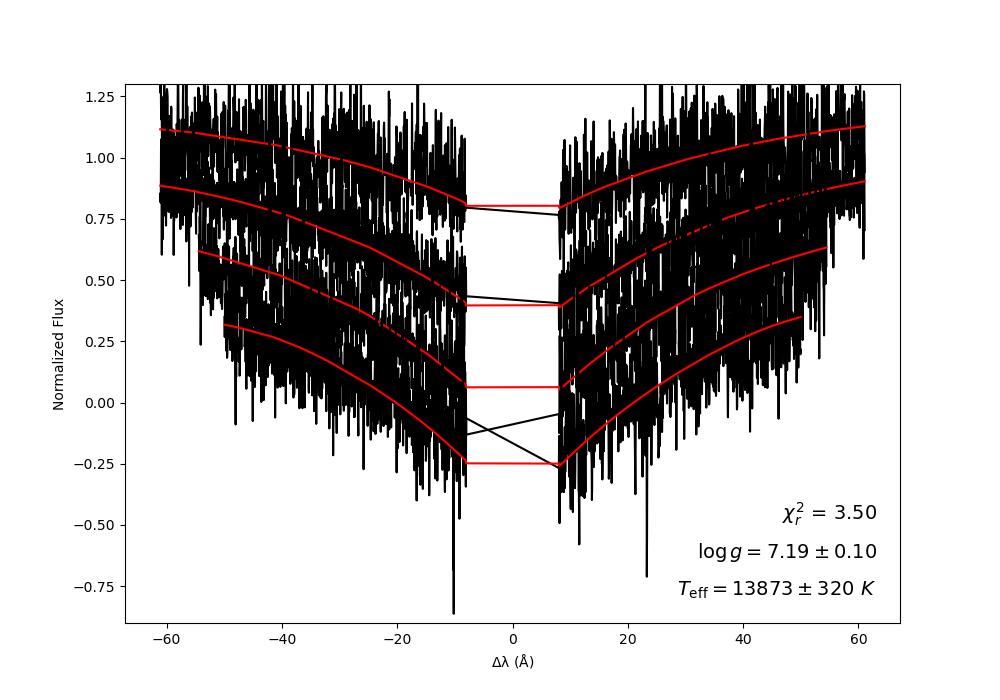 1.25
1.00
0.75
0.50
0.25
0.00
−0.25
−0.50
−0.75
Normalized Flux
χ²ᵣ = 3.50
log g = 7.19 ± 0.10
T_eff = 13873 ± 320 K
−60 −40 −20 0 20 40 60
Δλ (Å)